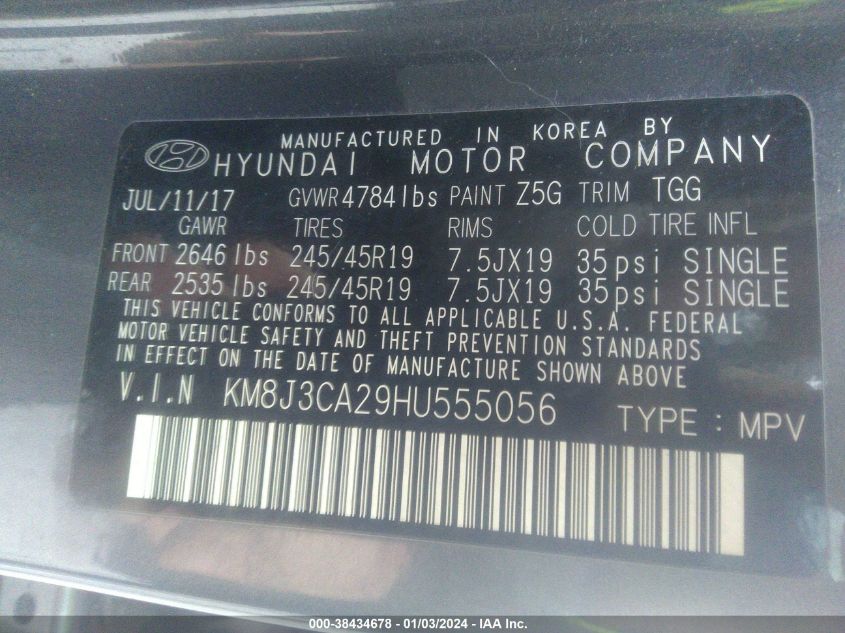 MANUFACTURED IN KOREA BY
HYUNDAI MOTOR COMPANY
JUL/11/17 GVWR 4784 lbs PAINT Z5G TRIM TGG
GAWR TIRES RIMS COLD TIRE INFL
FRONT 2646 lbs 245/45R19 7.5JX19 35psi SINGLE
REAR 2535 lbs 245/45R19 7.5JX19 35psi SINGLE
THIS VEHICLE CONFORMS TO ALL APPLICABLE U.S.A. FEDERAL
MOTOR VEHICLE SAFETY AND THEFT PREVENTION STANDARDS
IN EFFECT ON THE DATE OF MANUFACTURE SHOWN ABOVE
V.I.N KM8J3CA29HU555056 TYPE : MPV
000-38434678 - 01/03/2024 - IAA Inc.